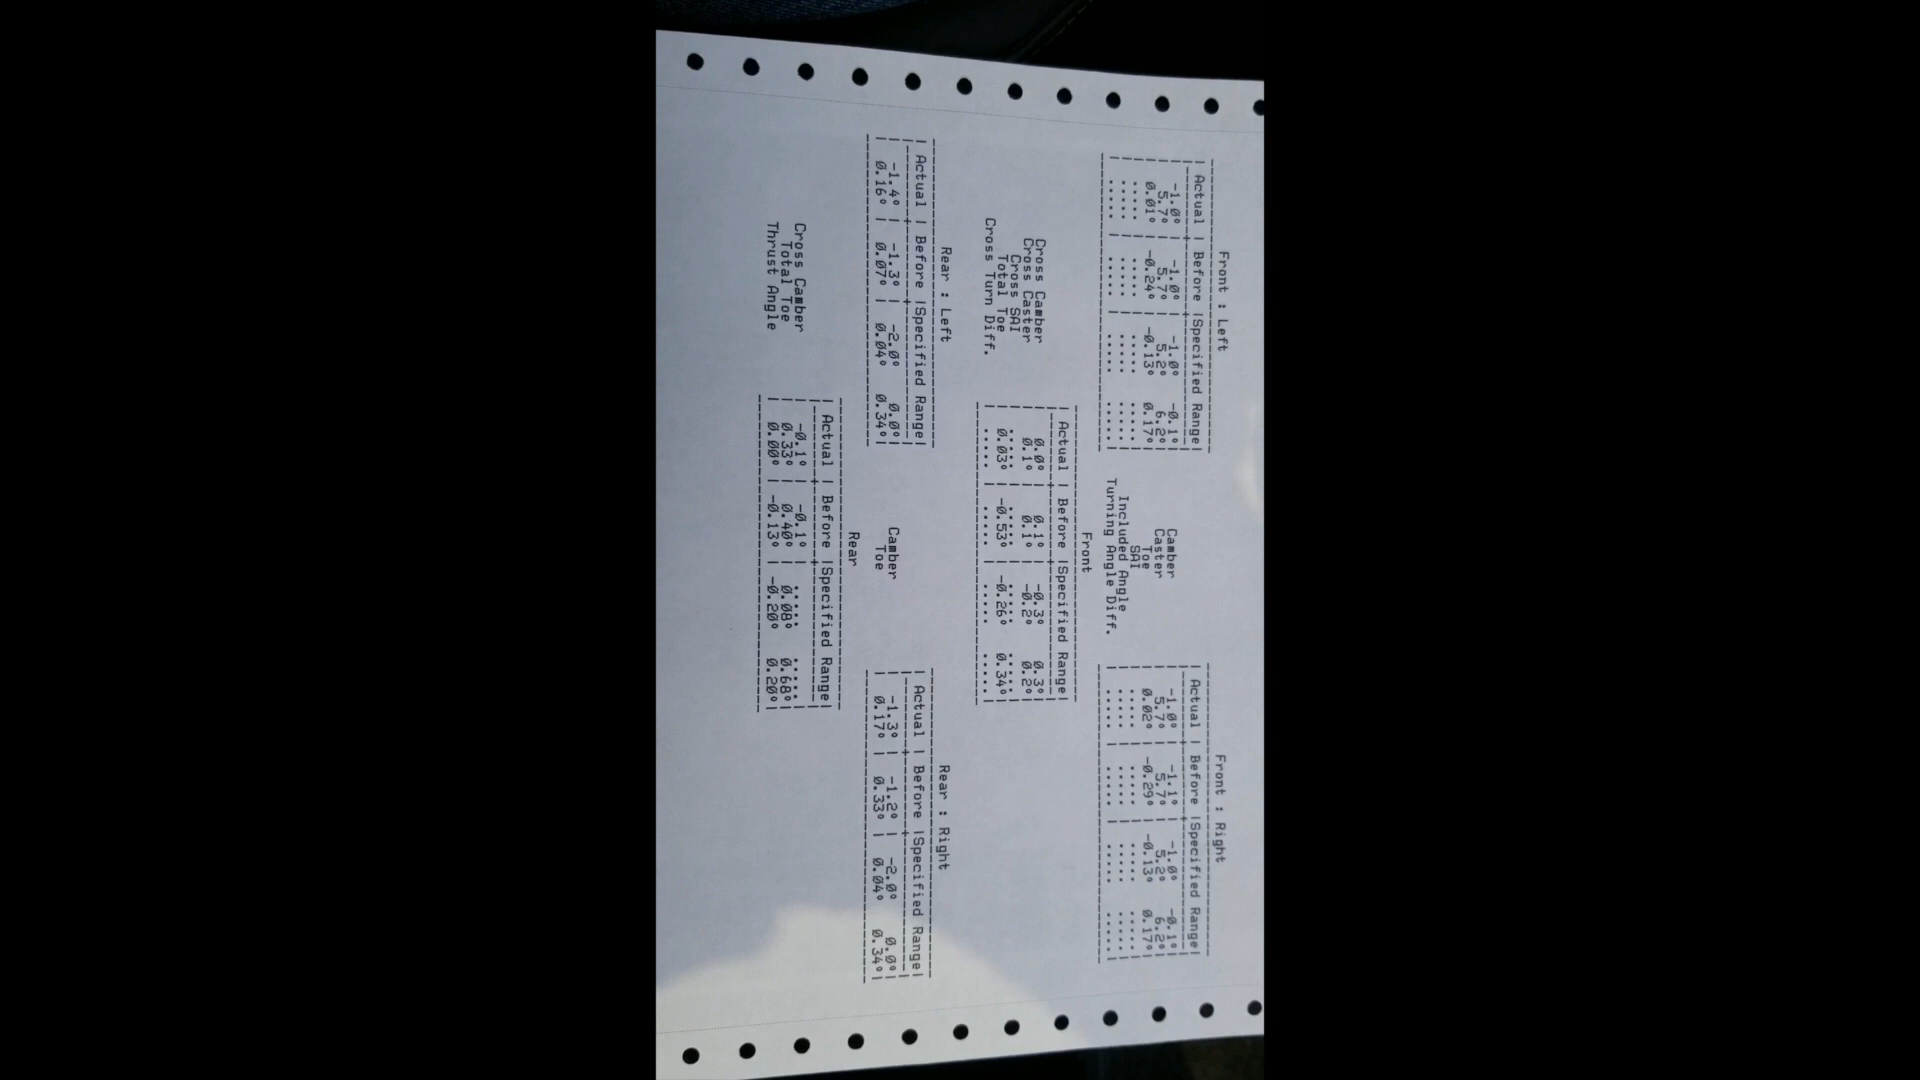 Front : Left Front : Right
| Actual | Before |Specified Range| | Actual | Before |Specified Range|
| -1.0° | -1.0° | -1.0° -0.1°| Camber | -1.0° | -1.1° | -1.0° -0.1°|
| 5.7° | 5.7° | 5.2° 6.2°| Caster | 5.7° | 5.7° | 5.2° 6.2°|
| 0.01° | -0.24° | -0.13° 0.17°| Toe | 0.02° | -0.29° | -0.13° 0.17°|
| ..... | ..... | ..... .....| SAI | ..... | ..... | ..... .....|
| ..... | ..... | ..... .....| Included Angle | ..... | ..... | ..... .....|
| ..... | ..... | ..... .....| Turning Angle Diff. | ..... | ..... | ..... .....|
Front
| Actual | Before |Specified Range|
Cross Camber | 0.0° | 0.1° | -0.3° 0.3°|
Cross Caster | 0.1° | 0.1° | -0.2° 0.2°|
Cross SAI | ..... | ..... | ..... .....|
Total Toe | 0.03° | -0.53° | -0.26° 0.34°|
Cross Turn Diff. | ..... | ..... | ..... .....|
Rear : Left Rear : Right
| Actual | Before |Specified Range| | Actual | Before |Specified Range|
| -1.4° | -1.3° | -2.0° 0.0°| Camber | -1.3° | -1.2° | -2.0° 0.0°|
| 0.16° | 0.07° | 0.04° 0.34°| Toe | 0.17° | 0.33° | 0.04° 0.34°|
Rear
| Actual | Before |Specified Range|
Cross Camber | -0.1° | -0.1° | ..... .....|
Total Toe | 0.33° | 0.40° | 0.08° 0.68°|
Thrust Angle | 0.00° | -0.13° | -0.20° 0.20°|